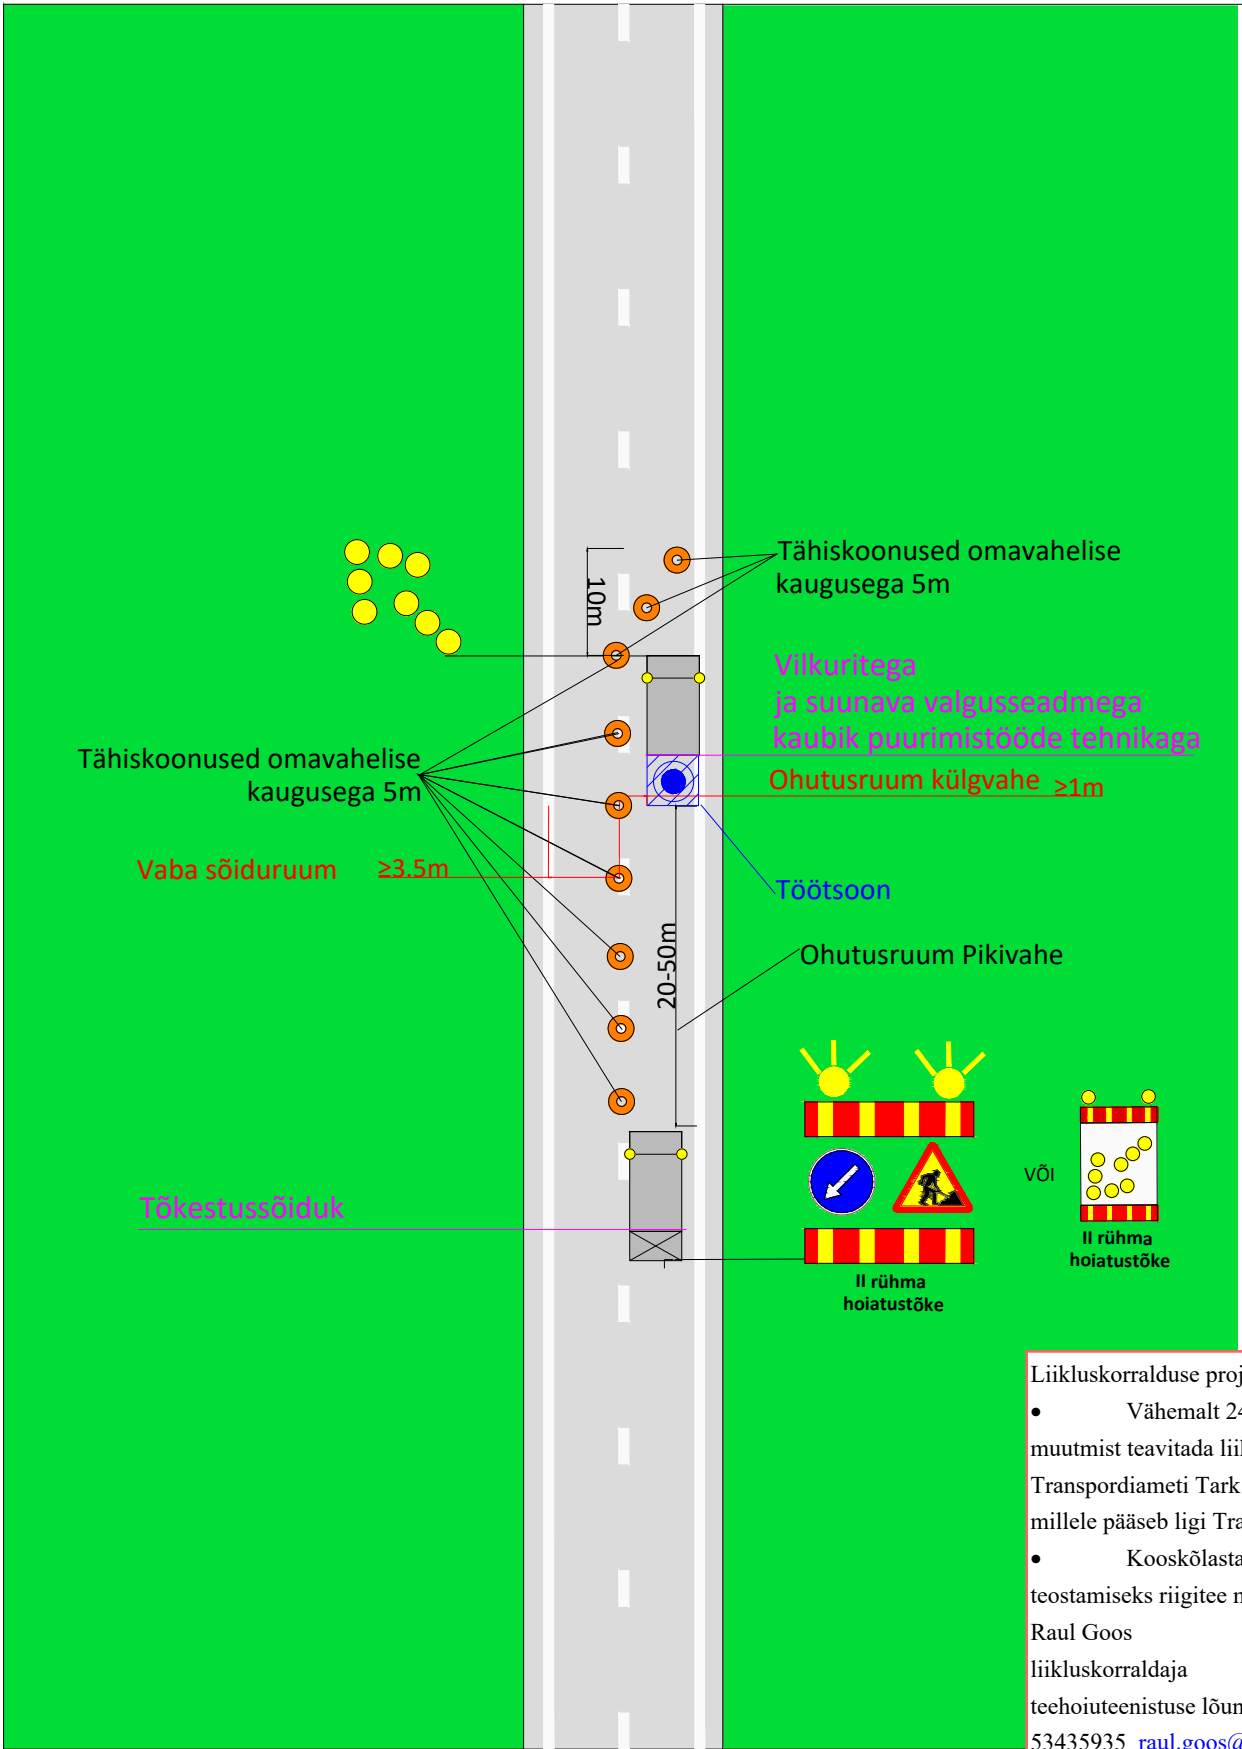 Tähiskoonused omavahelise
kaugusega 5m
10m
Vilkuritega
ja suunava valgusseadmega
kaubik puurimistööde tehnikaga
Tähiskoonused omavahelise
kaugusega 5m
Ohutusruum külgvahe ≥1m
Vaba sõiduruum ≥3.5m
Töötsoon
20-50m
Ohutusruum Pikivahe
VÕI
Tõkestussõiduk
II rühma
hoiatustõke
II rühma
hoiatustõke
Liikluskorralduse proj
• Vähemalt 24
muutmist teavitada liil
Transpordiameti Tark
millele pääseb ligi Tra
• Kooskõlasta
teostamiseks riigitee
Raul Goos
liikluskorraldaja
teehoiuteenistuse lõun
53435935 raul.goos@